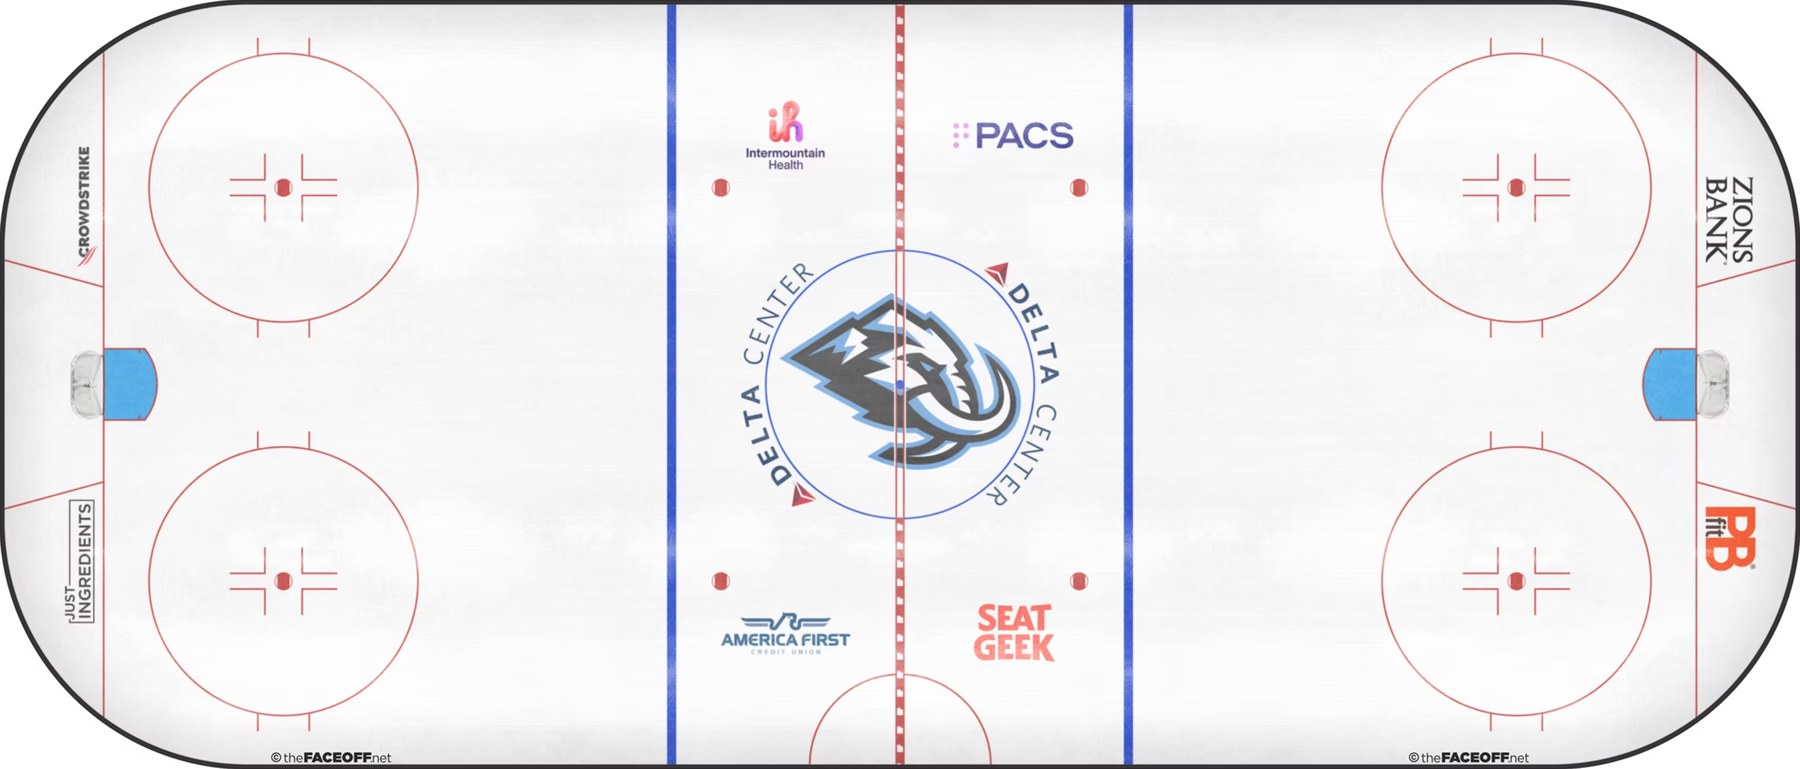 Intermountain
Health
PACS
CROWDSTRIKE
ZIONS
BANK
DELTA CENTER
DELTA CENTER
JUST
INGREDIENTS
PB
fit
AMERICA FIRST
CREDIT UNION
SEAT
GEEK
©theFACEOFF.net
©theFACEOFF.net